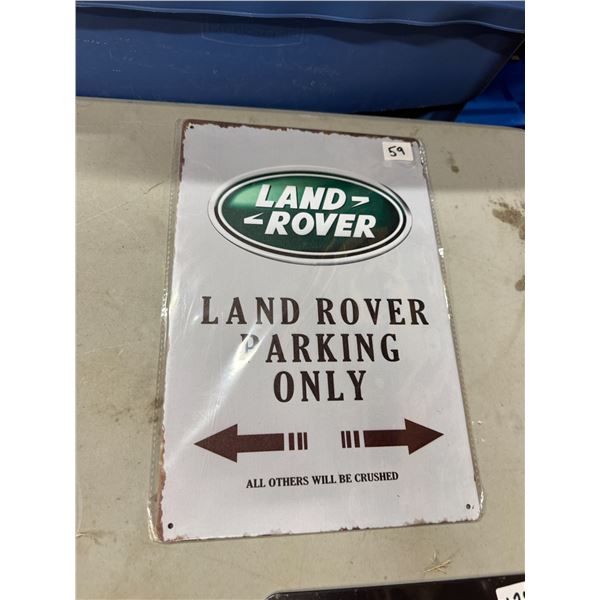 59
LAND
ROVER
LAND ROVER
PARKING
ONLY
ALL OTHERS WILL BE CRUSHED